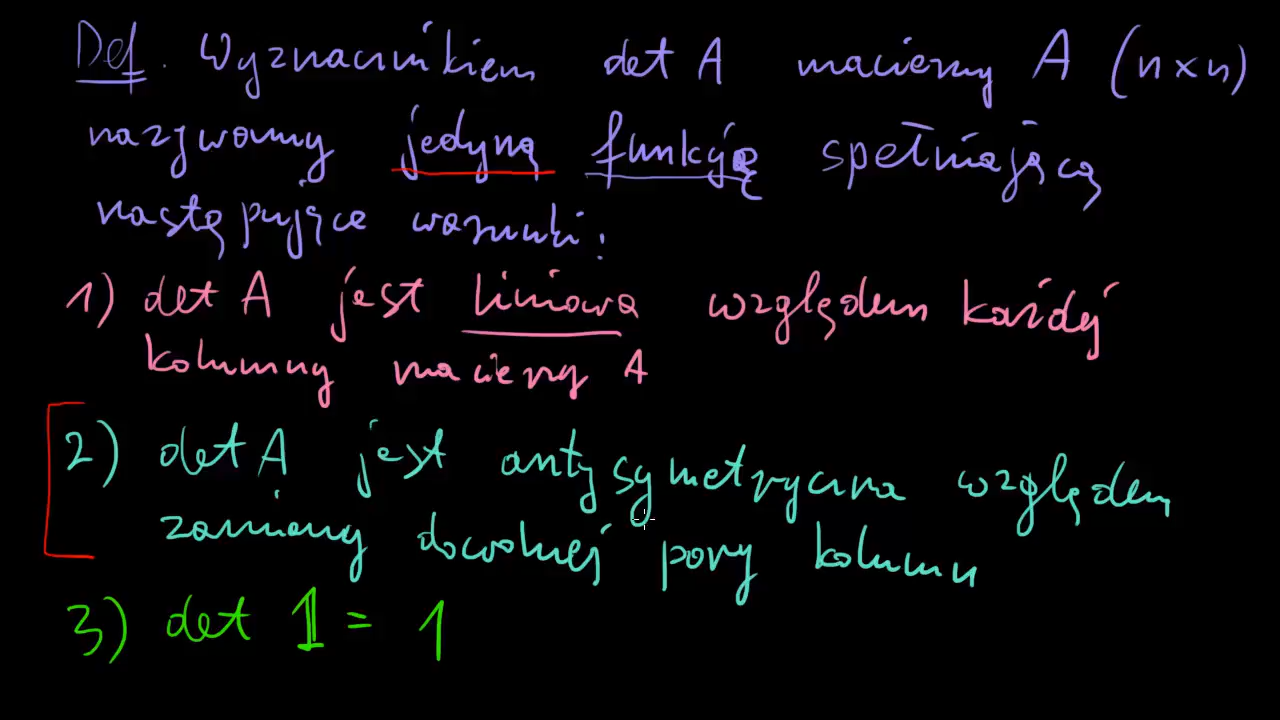 Def. Wyznacznikiem det A macierzy A (n×n)
nazywamy jedyną funkcję spełniającą
następujące warunki:
1) det A jest liniowa względem każdej
kolumny macierzy A
2) det A jest antysymetryczna względem
zamiany dowolnej pary kolumn
3) det 𝟙 = 1